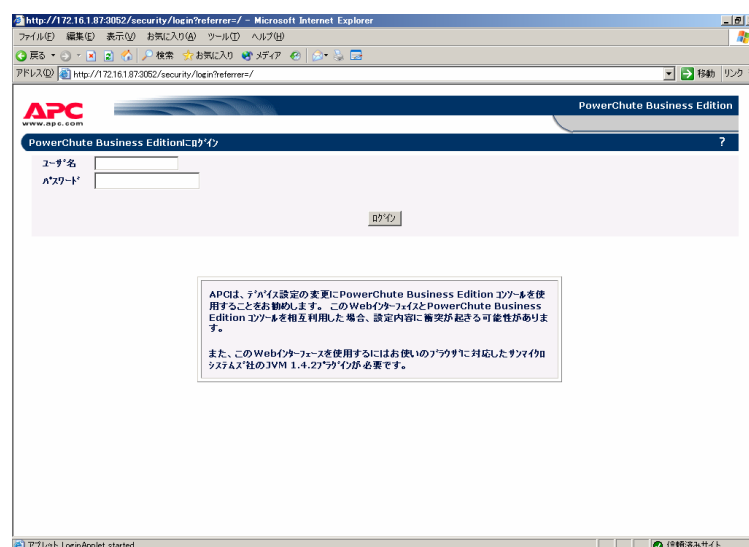 http://172.16.1.87:3052/security/login?referrer=/ - Microsoft Internet Explorer
ファイル(F) 編集(E) 表示(V) お気に入り(A) ツール(T) ヘルプ(H)
戻る 検索 お気に入り メディア
アドレス(D) http://172.16.1.87:3052/security/login?referrer=/ 移動 リンク
APC
www.apc.com
PowerChute Business Edition
PowerChute Business Editionにﾛｸﾞｲﾝ ?
ﾕｰｻﾞ名
ﾊﾟｽﾜｰﾄﾞ
ﾛｸﾞｲﾝ
APCは、ﾃﾞﾊﾞｲｽ設定の変更にPowerChute Business Edition ｺﾝｿｰﾙを使
用することをお勧めします。 このWebｲﾝﾀｰﾌｪｲｽとPowerChute Business
Edition ｺﾝｿｰﾙを相互利用した場合、設定内容に衝突が起きる可能性がありま
す。
また、このWebｲﾝﾀｰﾌｪｰｽを使用するにはお使いのﾌﾞﾗｳｻﾞに対応したｻﾝﾏｲｸﾛ
ｼｽﾃﾑｽﾞ社のJVM 1.4.2ﾌﾟﾗｸﾞｲﾝが必要です。
アプレット LoginApplet started 信頼済みサイト